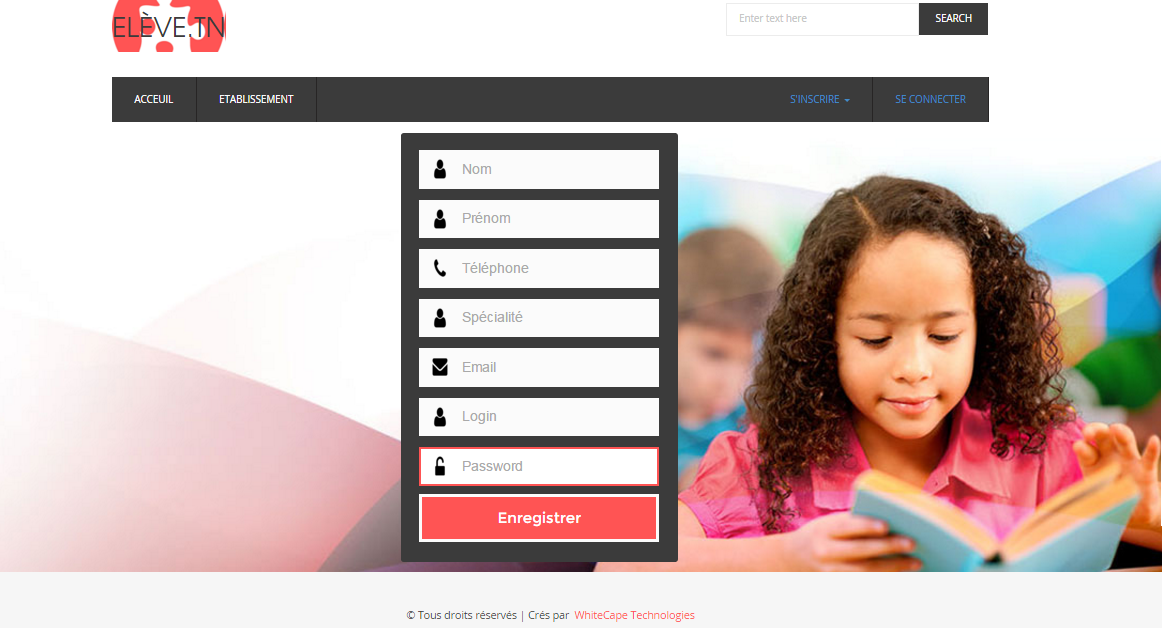 ELÈVE.TN
Enter text here SEARCH
ACCEUIL ETABLISSEMENT S'INSCRIRE SE CONNECTER
Nom
Prénom
Téléphone
Spécialité
Email
Login
Password
Enregistrer
© Tous droits réservés | Crés par WhiteCape Technologies